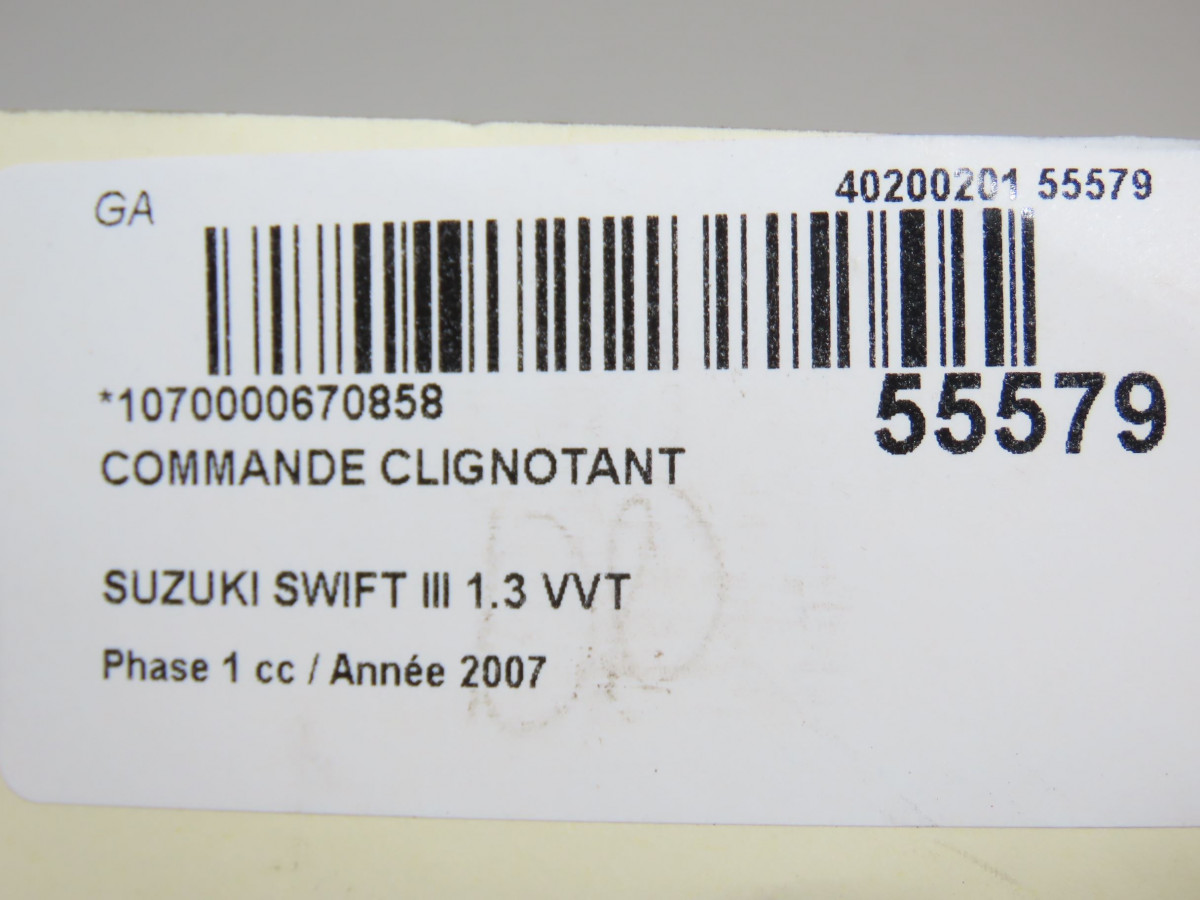 GA
40200201 55579
*1070000670858
55579
COMMANDE CLIGNOTANT
SUZUKI SWIFT III 1.3 VVT
Phase 1 cc / Année 2007